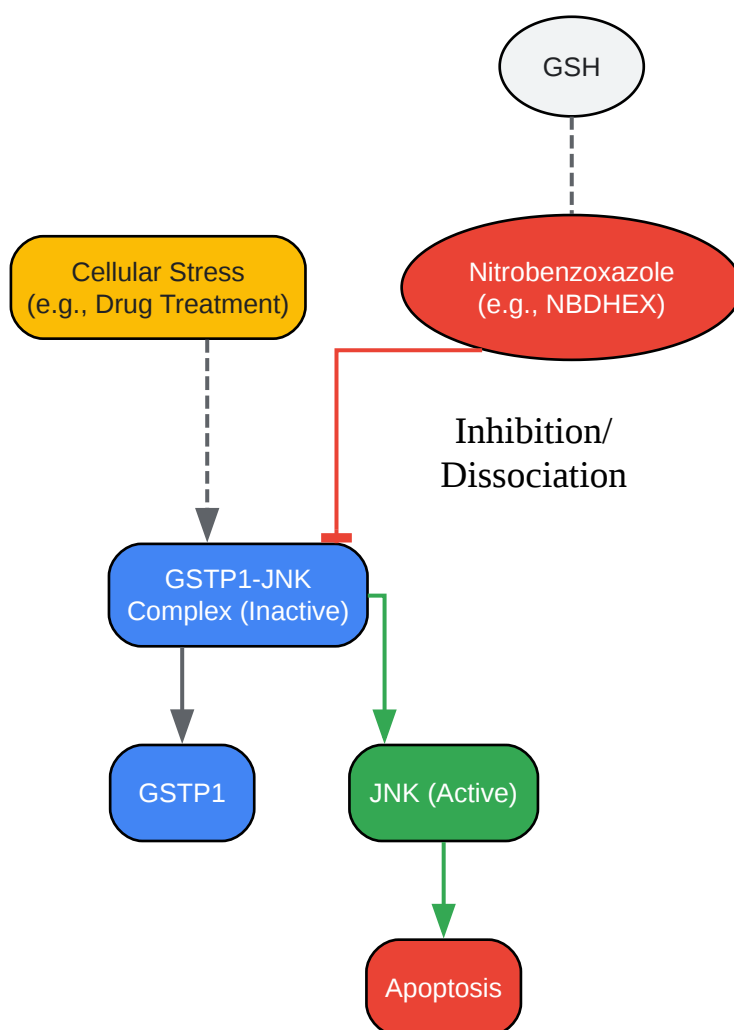 GSH
Cellular Stress
(e.g., Drug Treatment)
Nitrobenzoxazole
(e.g., NBDHEX)
Inhibition/
Dissociation
GSTP1-JNK
Complex (Inactive)
GSTP1
JNK (Active)
Apoptosis